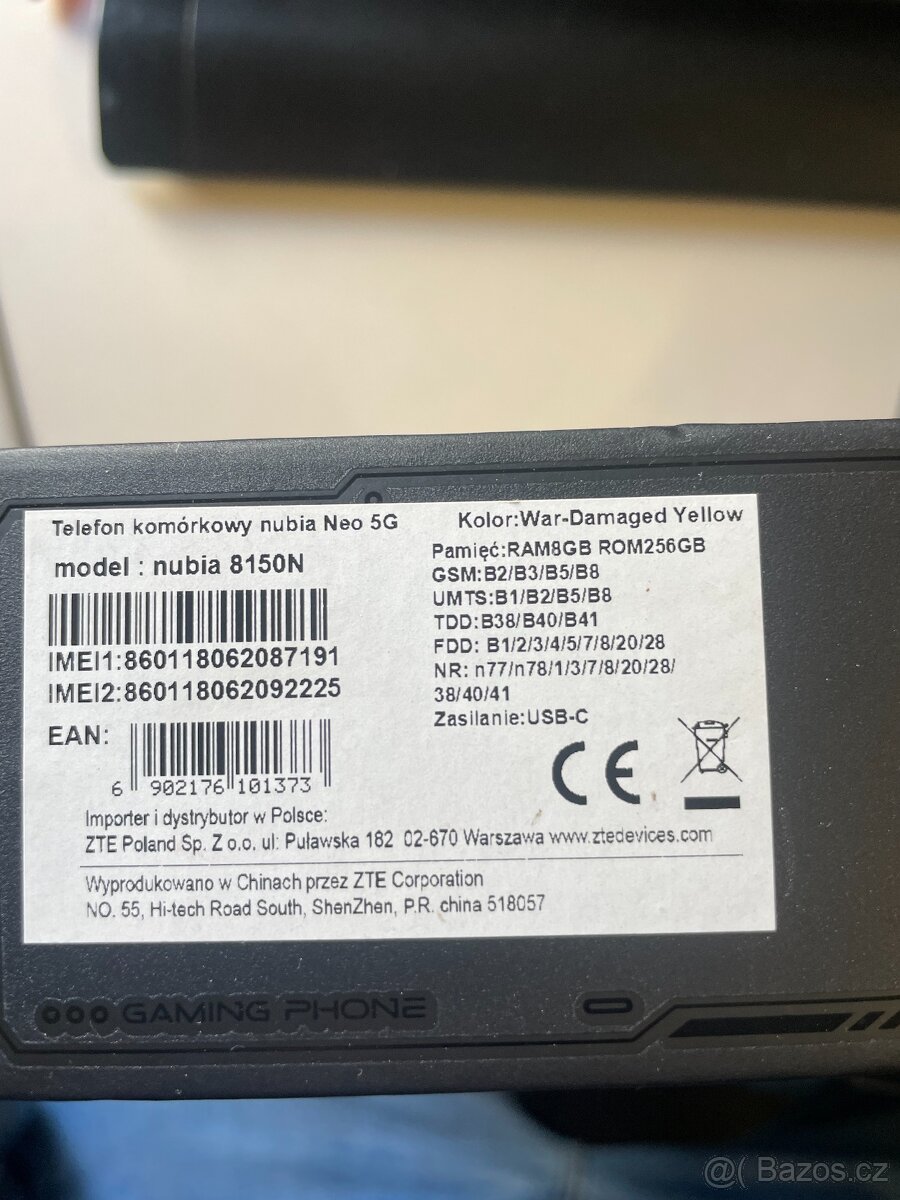 Telefon komórkowy nubia Neo 5G
model : nubia 8150N
IMEI1:860118062087191
IMEI2:860118062092225
EAN:
6 902176 101373
Kolor:War-Damaged Yellow
Pamięć:RAM8GB ROM256GB
GSM:B2/B3/B5/B8
UMTS:B1/B2/B5/B8
TDD:B38/B40/B41
FDD: B1/2/3/4/5/7/8/20/28
NR: n77/n78/1/3/7/8/20/28/
38/40/41
Zasilanie:USB-C
CE
Importer i dystrybutor w Polsce:
ZTE Poland Sp. Z o.o. ul: Puławska 182 02-670 Warszawa www.ztedevices.com
Wyprodukowano w Chinach przez ZTE Corporation
NO. 55, Hi-tech Road South, ShenZhen, P.R. china 518057
GAMING PHONE
@( Bazos.cz